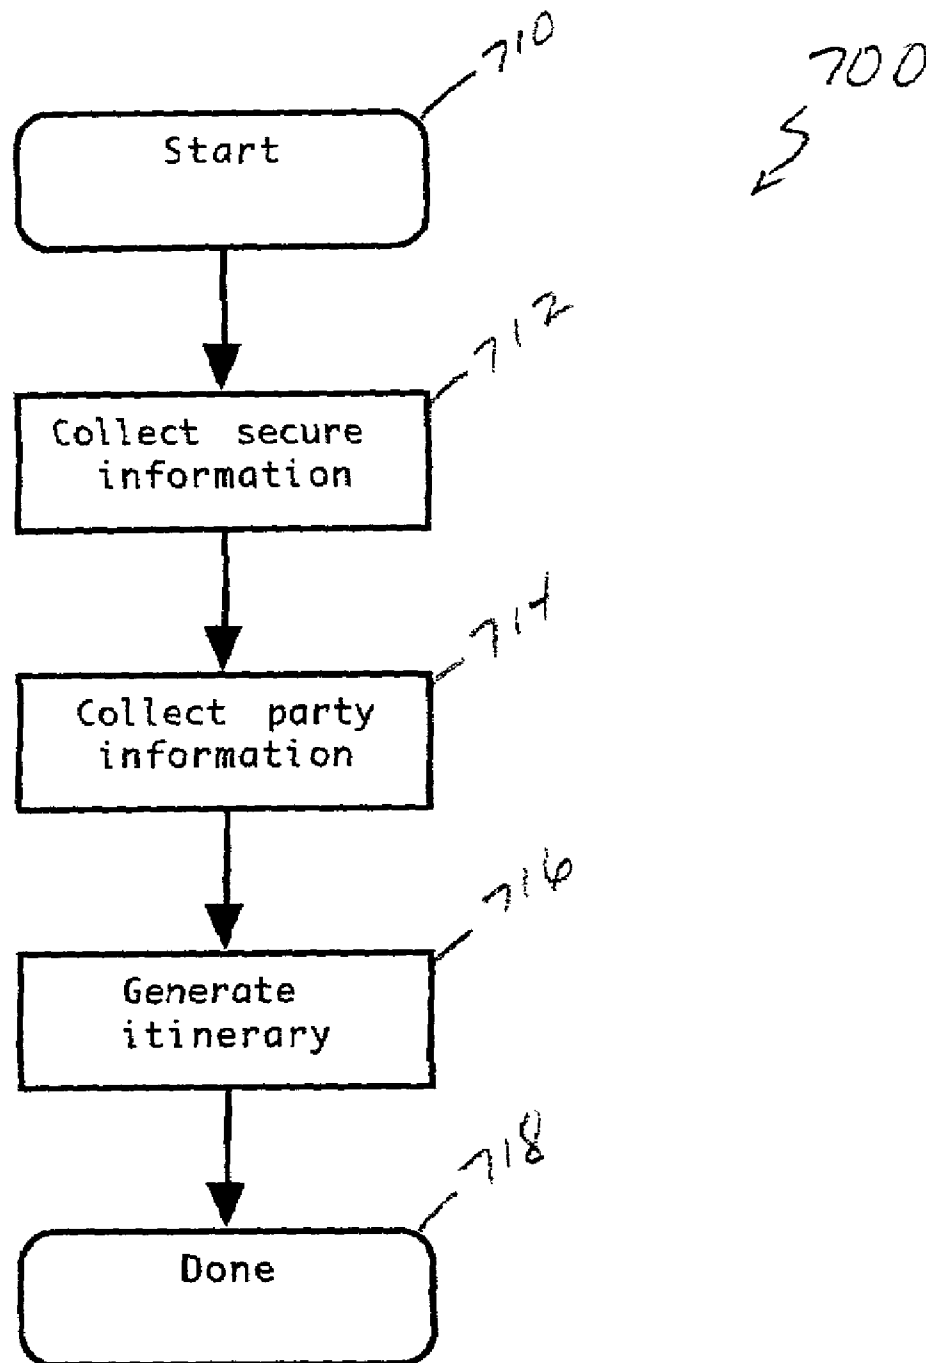 710
700
Start
712
Collect secure
information
714
Collect party
information
716
Generate
itinerary
718
Done